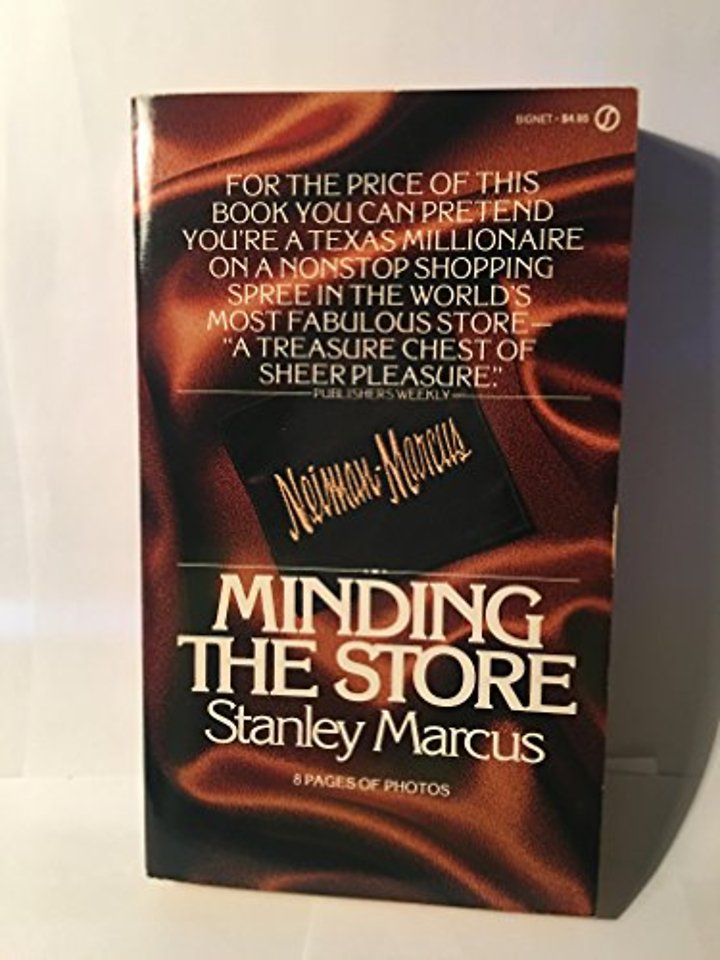 SIGNET • $4.95
FOR THE PRICE OF THIS
BOOK YOU CAN PRETEND
YOU'RE A TEXAS MILLIONAIRE
ON A NONSTOP SHOPPING
SPREE IN THE WORLD'S
MOST FABULOUS STORE—
"A TREASURE CHEST OF
SHEER PLEASURE."
—PUBLISHERS WEEKLY—
Neiman-Marcus
MINDING
THE STORE
Stanley Marcus
8 PAGES OF PHOTOS